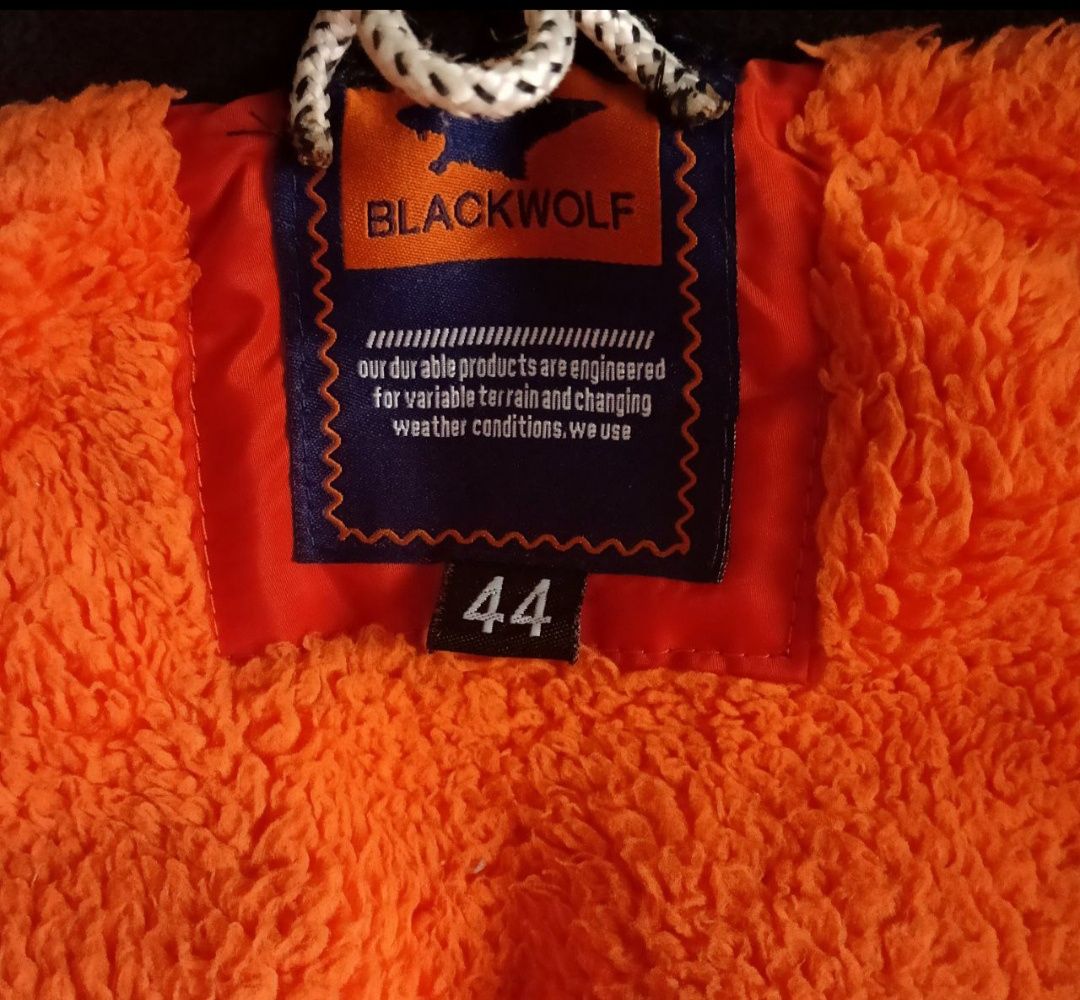 BLACKWOLF
our durable products are engineered
for variable terrain and changing
weather conditions. we use
44